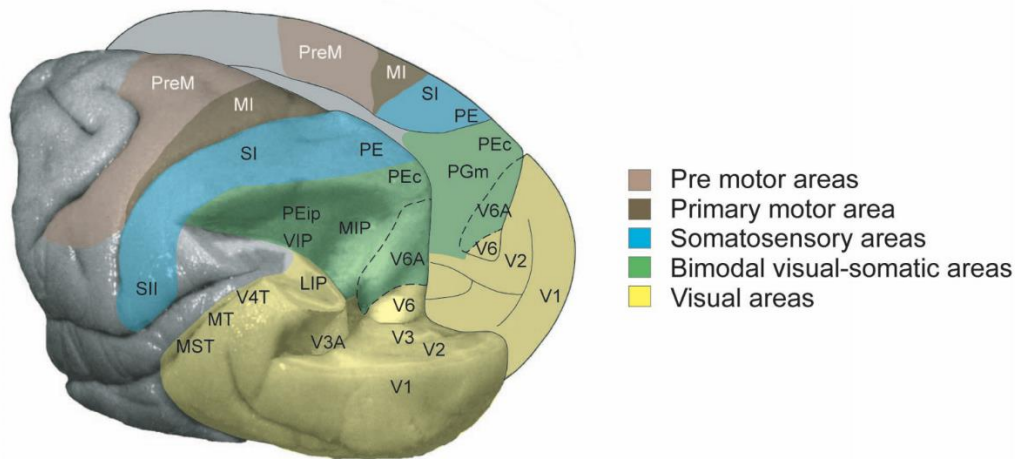 PreM
MI
SI
PE
PEc
PGm
V6A
V6
V2
V1
PreM
MI
SI
PE
PEc
PEip
MIP
VIP
V6A
SII
LIP
V6
V4T
MT
MST
V3A
V3
V2
V1
Pre motor areas
Primary motor area
Somatosensory areas
Bimodal visual-somatic areas
Visual areas